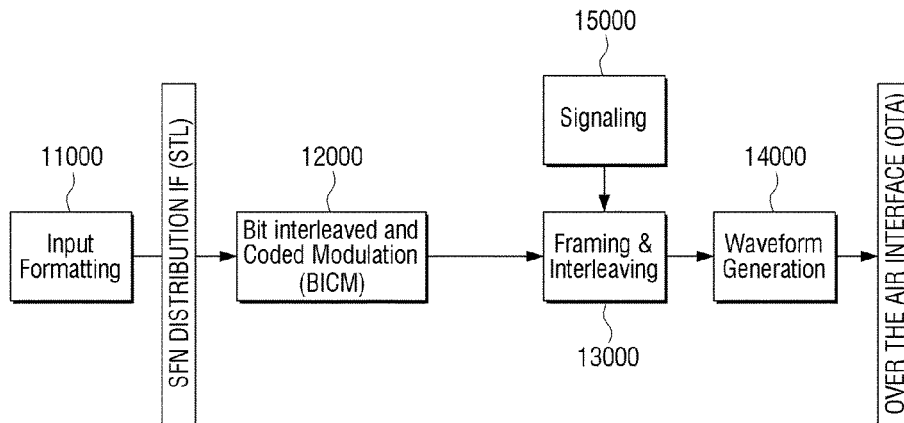 15000
Signaling
11000
Input
Formatting
SFN DISTRIBUTION IF (STL)
12000
Bit interleaved and
Coded Modulation
(BICM)
Framing &
Interleaving
13000
14000
Waveform
Generation
OVER THE AIR INTERFACE (OTA)